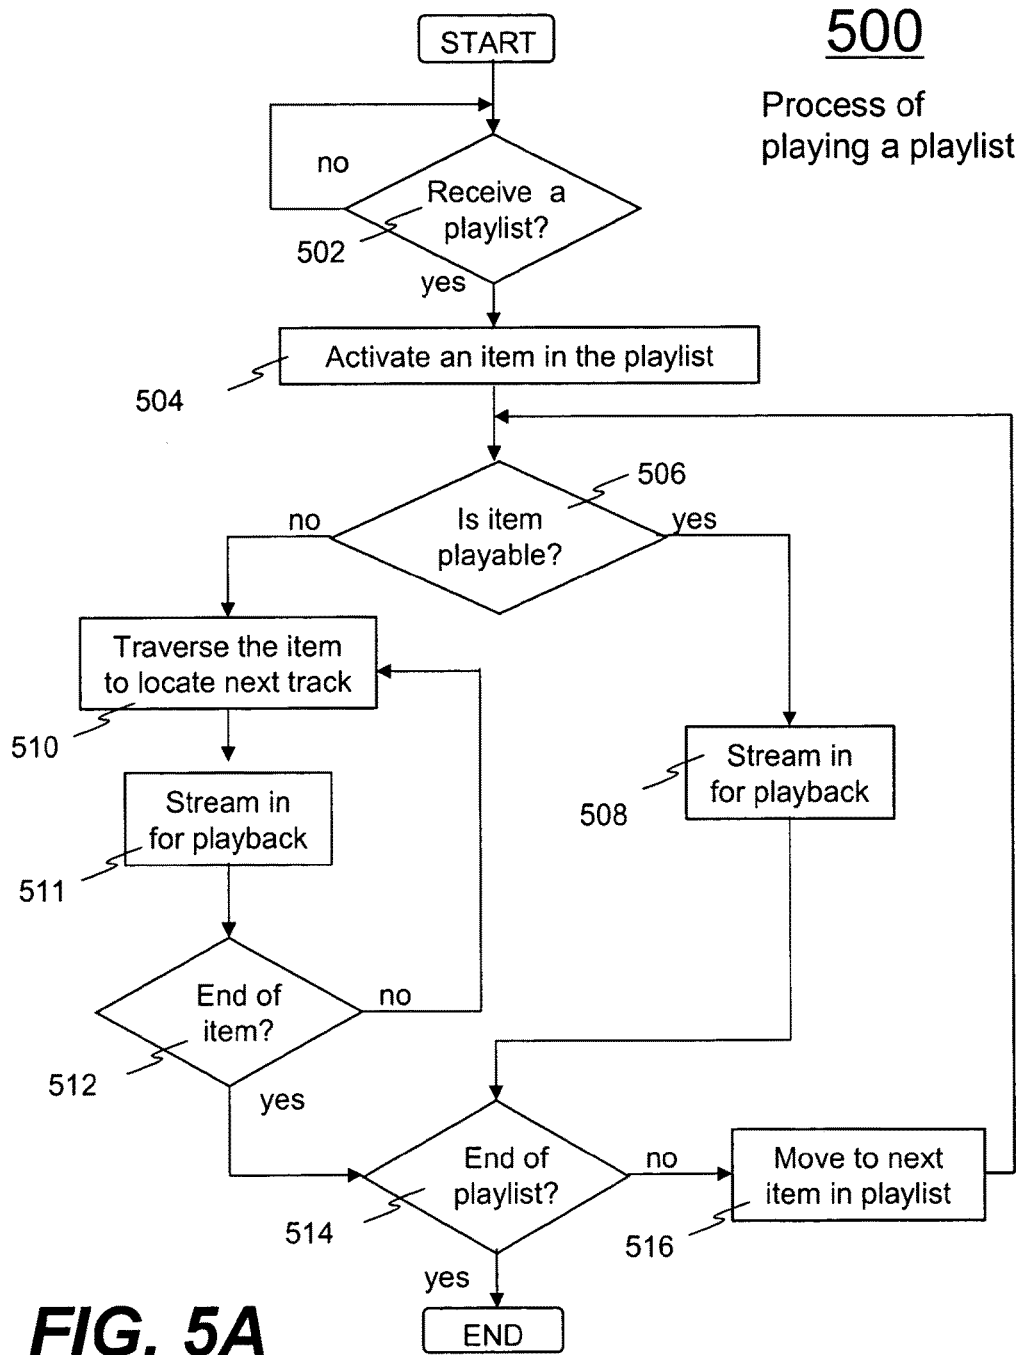 START
500
Process of
playing a playlist
no
Receive a
playlist?
502
yes
Activate an item in the playlist
504
506
no
Is item
playable?
yes
Traverse the item
to locate next track
510
Stream in
for playback
508
Stream in
for playback
511
End of
item?
no
512
yes
End of
playlist?
no
Move to next
item in playlist
514
516
yes
END
FIG. 5A